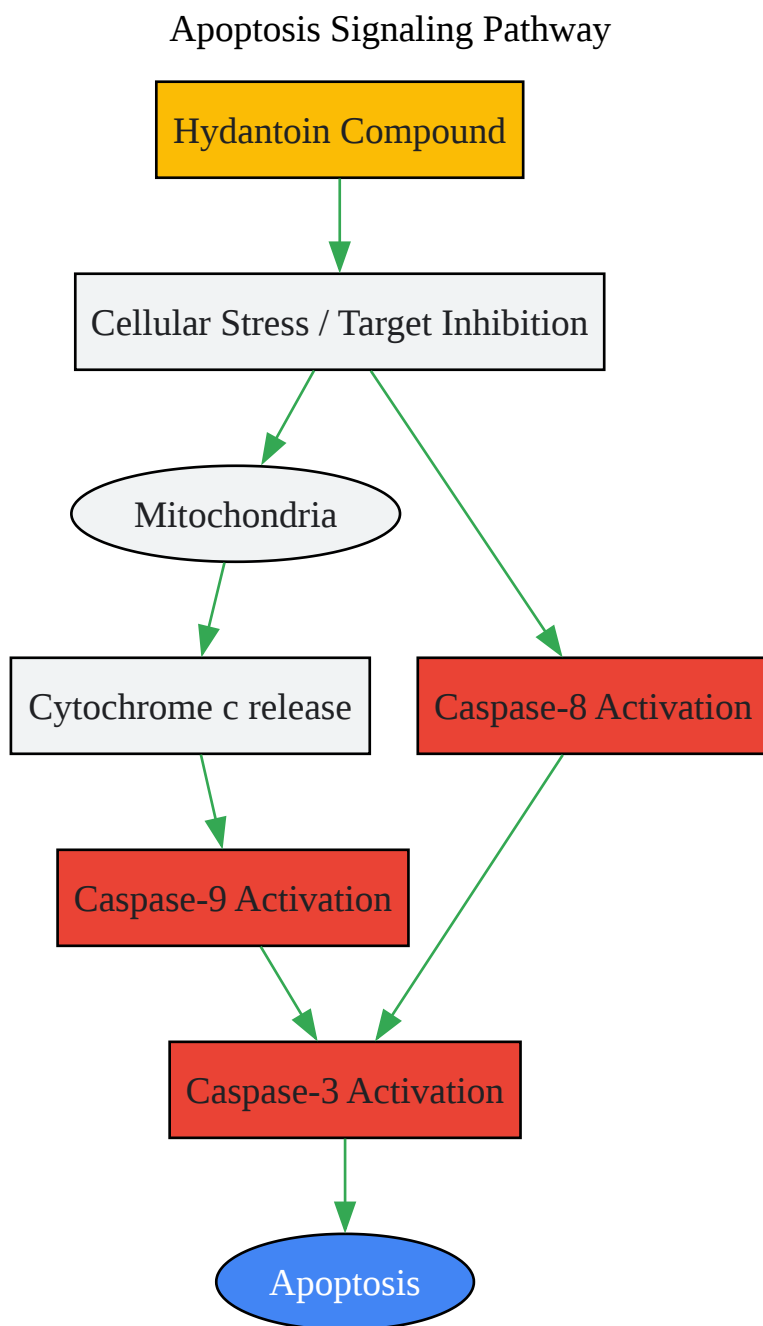 Apoptosis Signaling Pathway
Hydantoin Compound
Cellular Stress / Target Inhibition
Mitochondria
Cytochrome c release
Caspase-8 Activation
Caspase-9 Activation
Caspase-3 Activation
Apoptosis